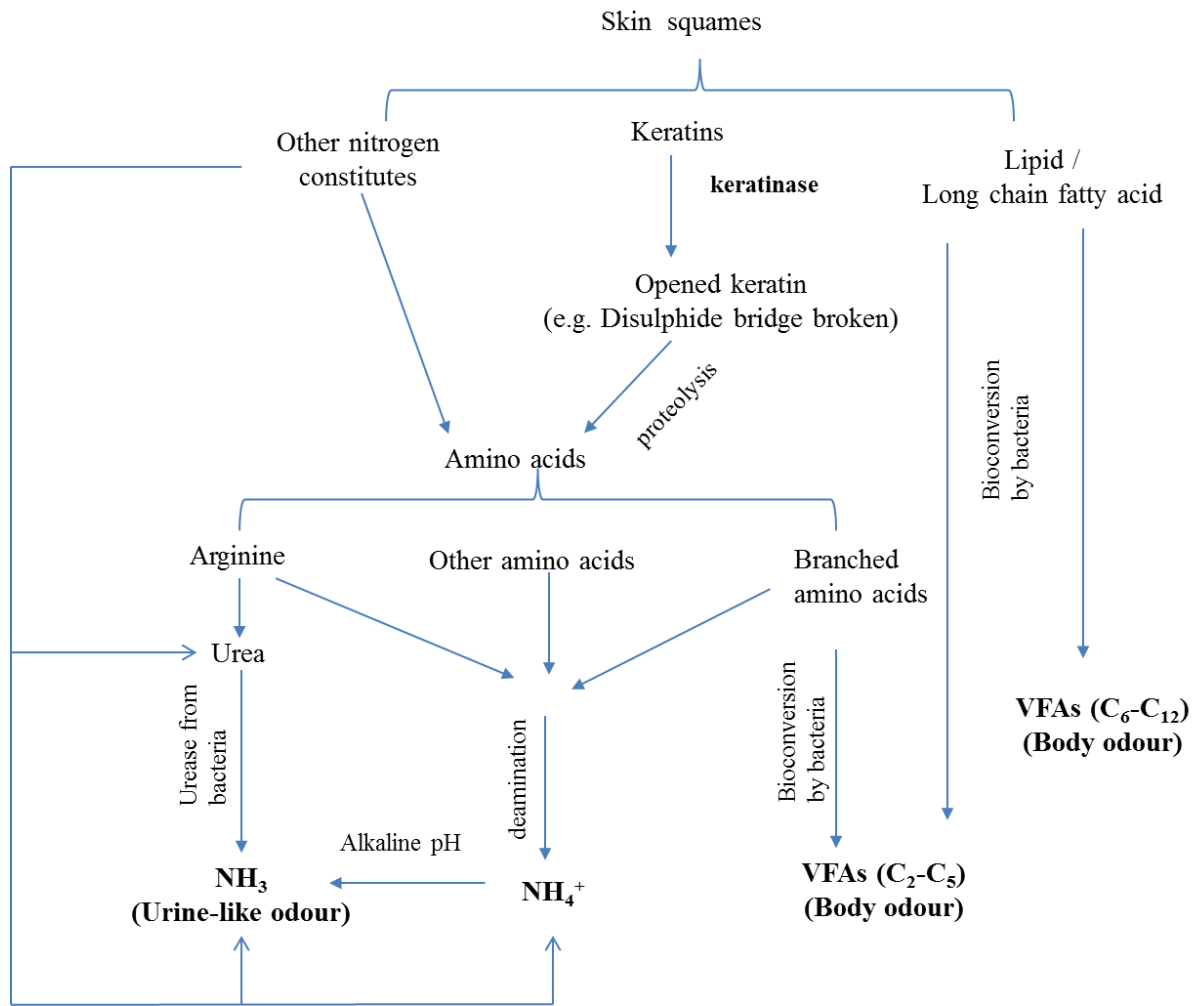 Skin squames
Other nitrogen
constitutes
Keratins
Lipid /
Long chain fatty acid
keratinase
Opened keratin
(e.g. Disulphide bridge broken)
proteolysis
Amino acids
Bioconversion
by bacteria
Arginine
Other amino acids
Branched
amino acids
Urea
Urease from
bacteria
deamination
Bioconversion
by bacteria
VFAs (C₆-C₁₂)
(Body odour)
Alkaline pH
NH₃
(Urine-like odour)
NH₄⁺
VFAs (C₂-C₅)
(Body odour)